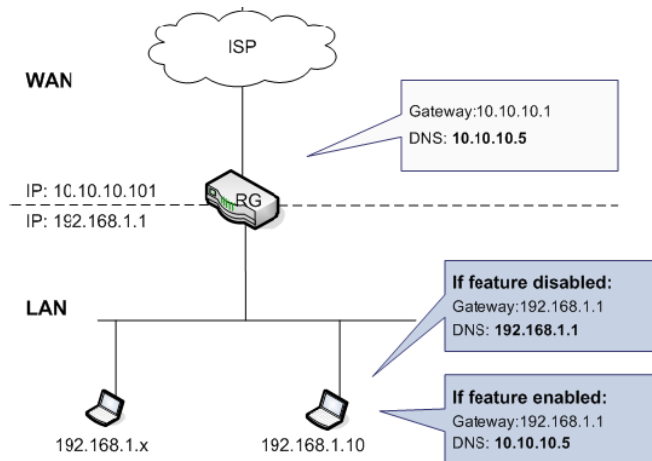 ISP
WAN
Gateway:10.10.10.1
DNS: 10.10.10.5
IP: 10.10.10.101
RG
IP: 192.168.1.1
If feature disabled:
Gateway:192.168.1.1
DNS: 192.168.1.1
LAN
If feature enabled:
Gateway:192.168.1.1
DNS: 10.10.10.5
192.168.1.x
192.168.1.10